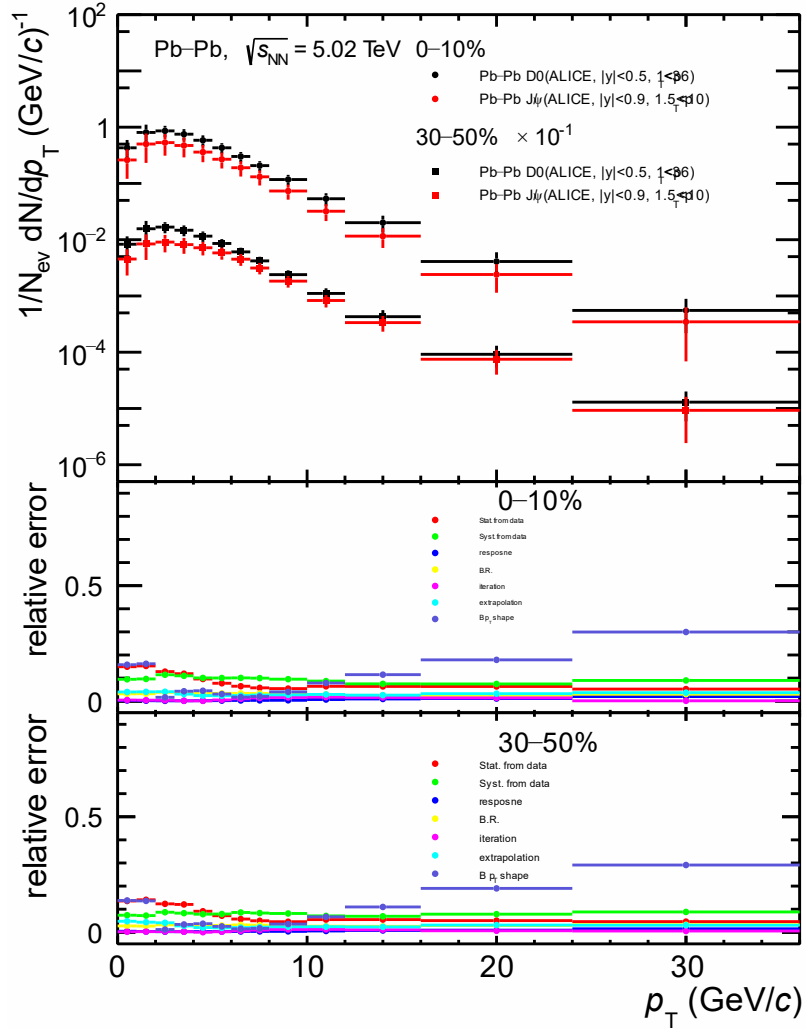 10²
Pb–Pb, √sNN = 5.02 TeV 0–10%
Pb–Pb D0(ALICE, |y|<0.5, 1<pT<36)
Pb–Pb J/ψ(ALICE, |y|<0.9, 1.5<pT<10)
30–50% × 10⁻¹
Pb–Pb D0(ALICE, |y|<0.5, 1<pT<36)
Pb–Pb J/ψ(ALICE, |y|<0.9, 1.5<pT<10)
1/Nev dN/dpT (GeV/c)⁻¹
1
10⁻²
10⁻⁴
10⁻⁶
0–10%
Stat. from data
Syst. from data
resposne
B.R.
iteration
extrapolation
B pT shape
relative error
0.5
0
30–50%
Stat. from data
Syst. from data
resposne
B.R.
iteration
extrapolation
B pT shape
relative error
0.5
0
0 10 20 30
pT (GeV/c)